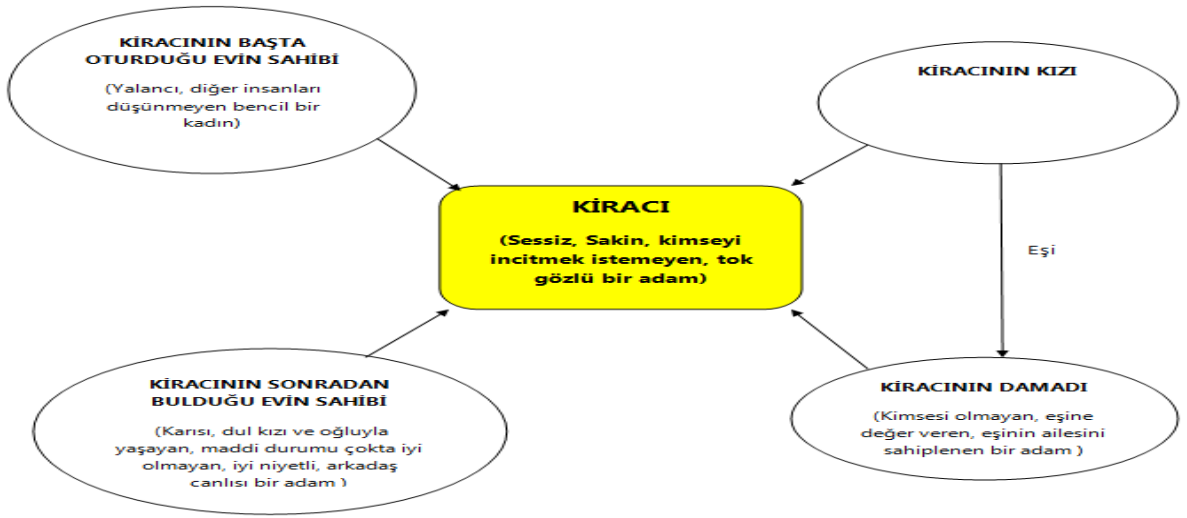 KİRACININ BAŞTA
OTURDUĞU EVİN SAHİBİ
(Yalancı, diğer insanları
düşünmeyen bencil bir
kadın)
KİRACININ KIZI
KİRACI
(Sessiz, Sakin, kimseyi
incitmek istemeyen, tok
gözlü bir adam)
Eşi
KİRACININ SONRADAN
BULDUĞU EVİN SAHİBİ
(Karısı, dul kızı ve oğluyla
yaşayan, maddi durumu çokta iyi
olmayan, iyi niyetli, arkadaş
canlısı bir adam )
KİRACININ DAMADI
(Kimsesi olmayan, eşine
değer veren, eşinin ailesini
sahiplenen bir adam )